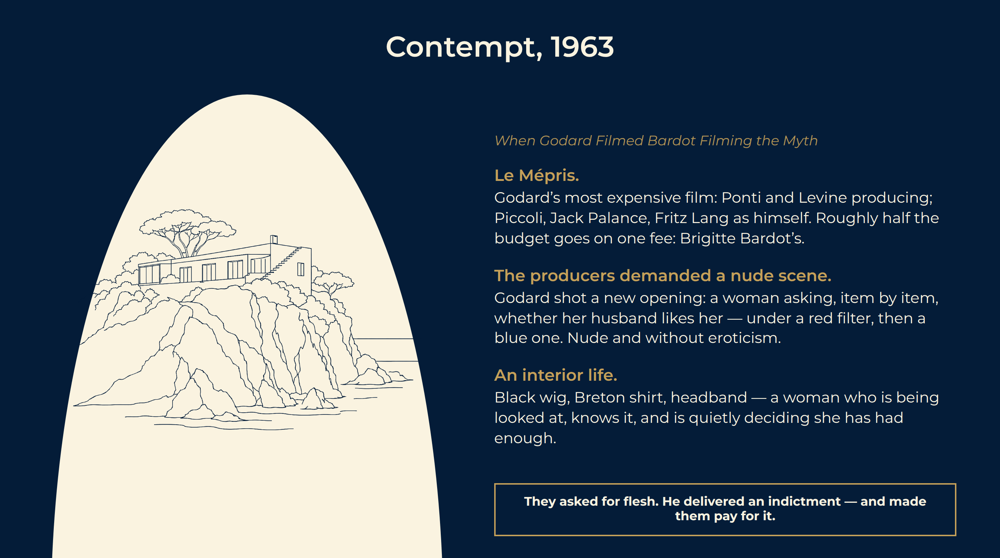 Contempt, 1963
When Godard Filmed Bardot Filming the Myth
Le Mépris.
Godard’s most expensive film: Ponti and Levine producing;
Piccoli, Jack Palance, Fritz Lang as himself. Roughly half the
budget goes on one fee: Brigitte Bardot’s.
The producers demanded a nude scene.
Godard shot a new opening: a woman asking, item by item,
whether her husband likes her — under a red filter, then a
blue one. Nude and without eroticism.
An interior life.
Black wig, Breton shirt, headband — a woman who is being
looked at, knows it, and is quietly deciding she has had
enough.
They asked for flesh. He delivered an indictment — and made
them pay for it.